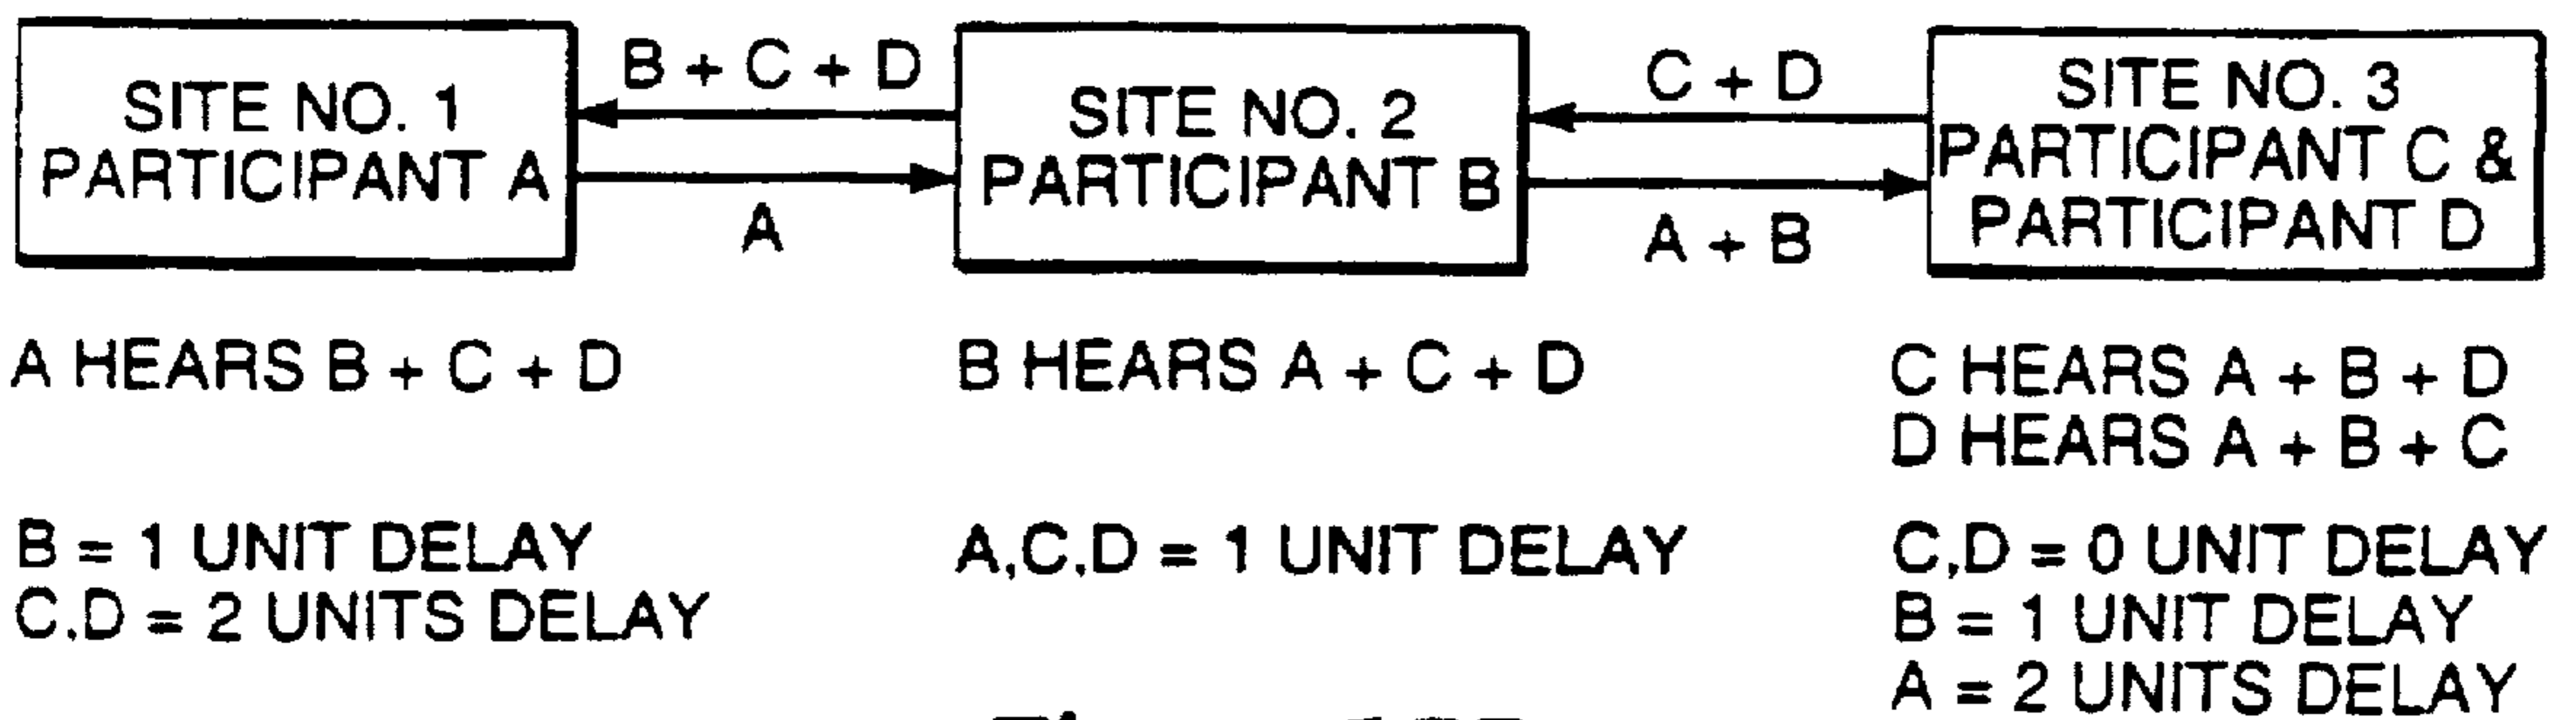 SITE NO. 1
PARTICIPANT A
B + C + D
A
SITE NO. 2
PARTICIPANT B
C + D
A + B
SITE NO. 3
PARTICIPANT C &
PARTICIPANT D
A HEARS B + C + D
B HEARS A + C + D
C HEARS A + B + D
D HEARS A + B + C
B = 1 UNIT DELAY
C,D = 2 UNITS DELAY
A,C,D = 1 UNIT DELAY
C,D = 0 UNIT DELAY
B = 1 UNIT DELAY
A = 2 UNITS DELAY